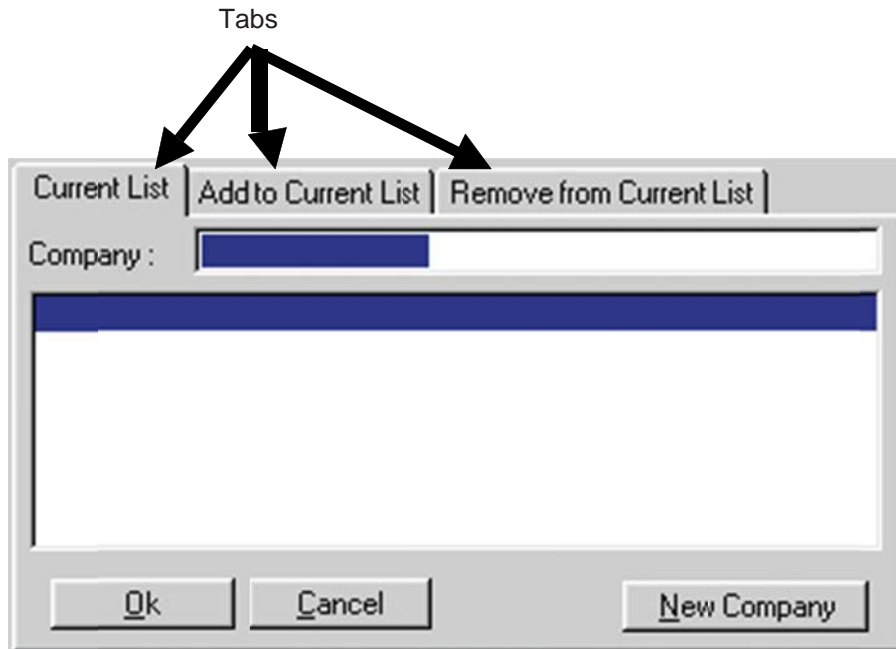 Tabs
Current List Add to Current List Remove from Current List
Company :
Ok Cancel New Company